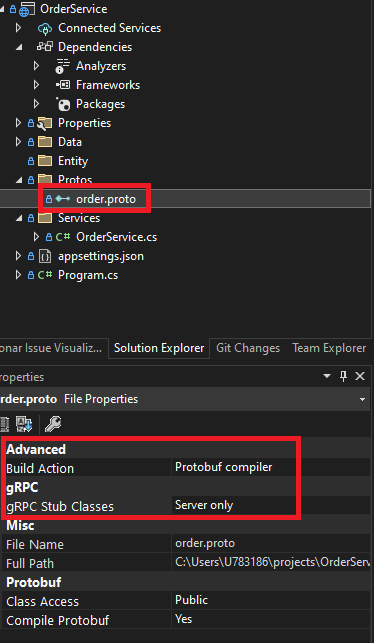 OrderService
Connected Services
Dependencies
Analyzers
Frameworks
Packages
Properties
Data
Entity
Protos
order.proto
Services
C# OrderService.cs
appsettings.json
C# Program.cs
onar Issue Visualiz... Solution Explorer Git Changes Team Explorer
roperties
rder.proto File Properties
Advanced
Build Action Protobuf compiler
gRPC
gRPC Stub Classes Server only
Misc
File Name order.proto
Full Path C:\Users\U783186\projects\OrderServ
Protobuf
Class Access Public
Compile Protobuf Yes